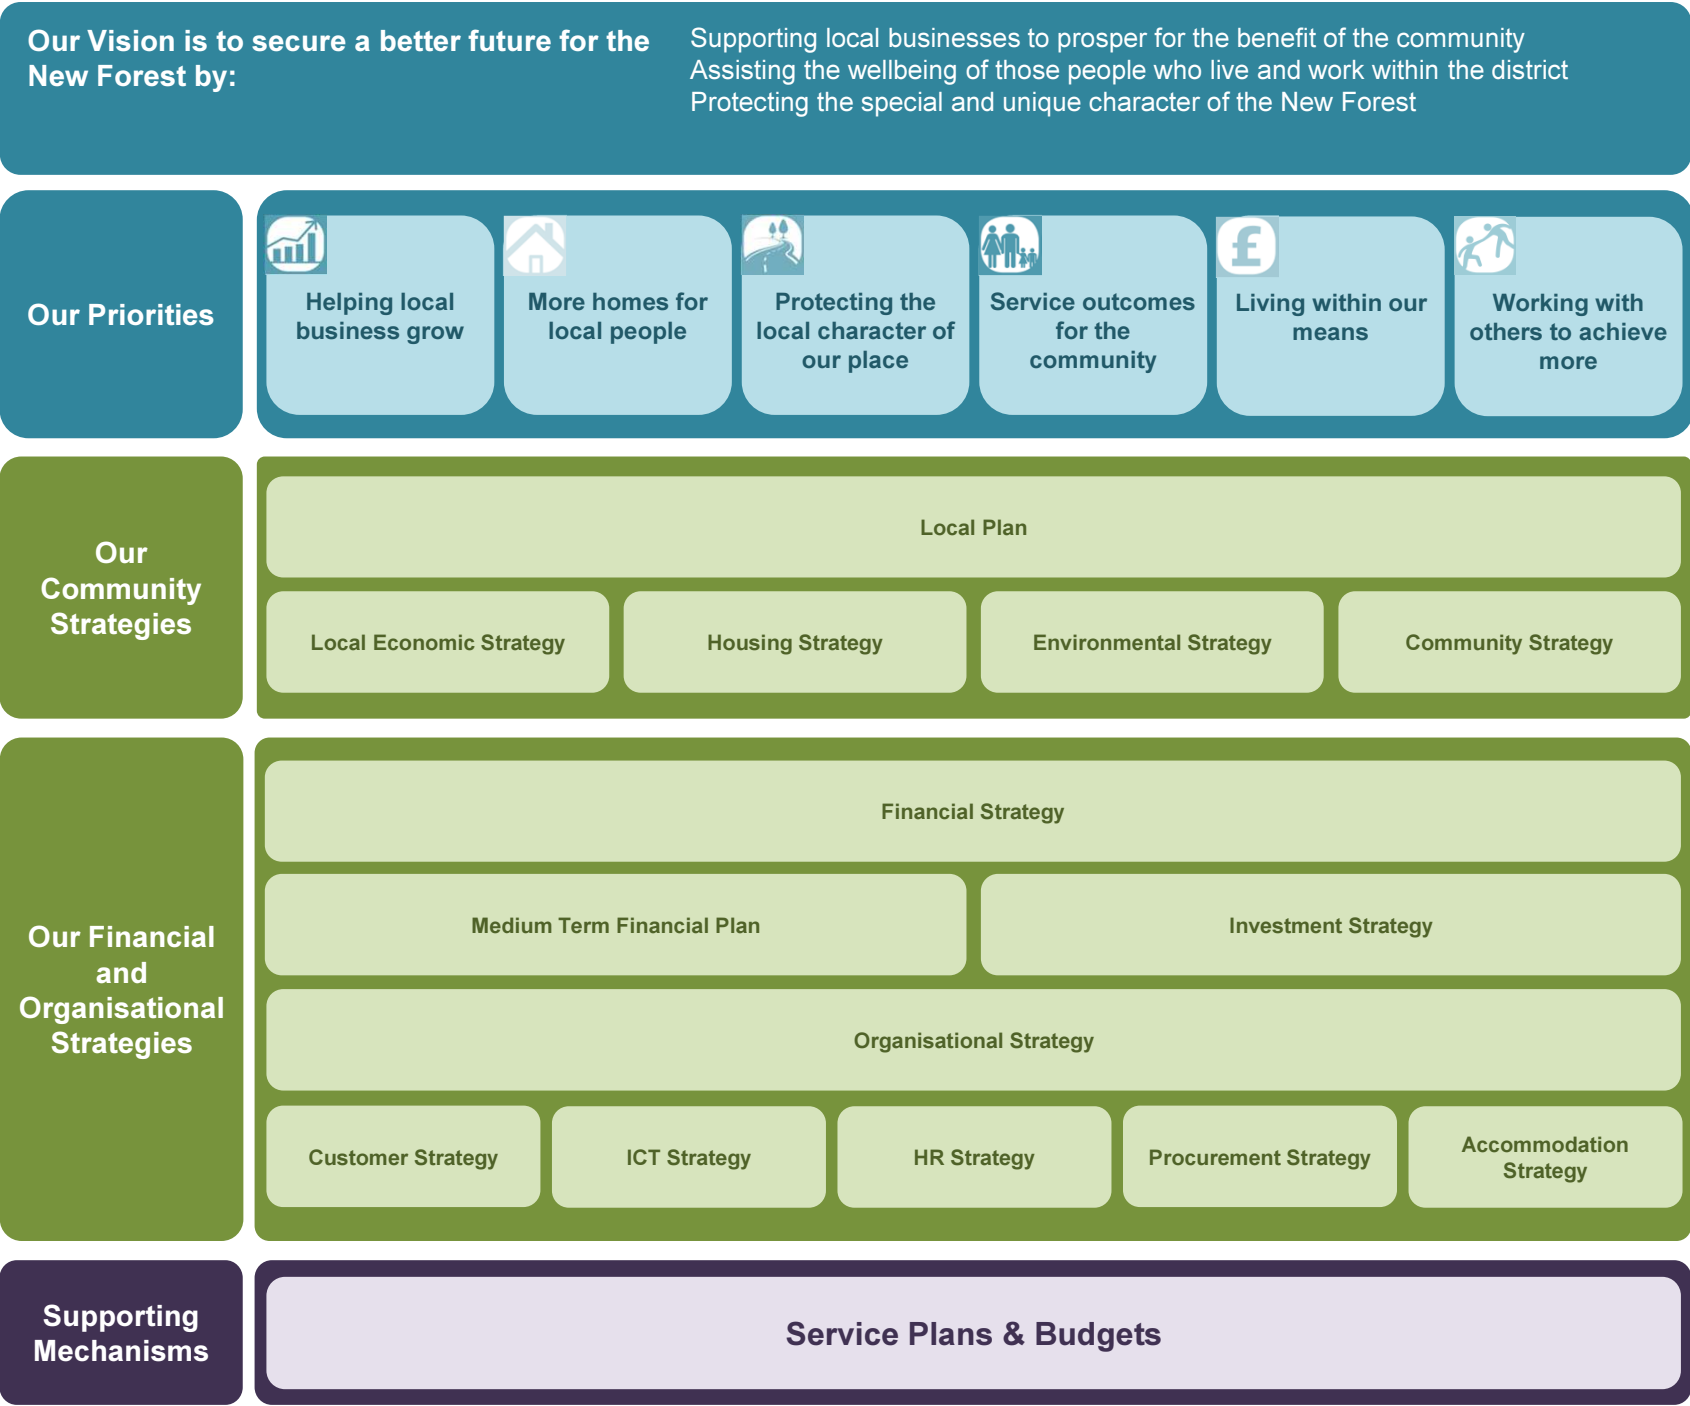 Our Vision is to secure a better future for the
New Forest by:
Supporting local businesses to prosper for the benefit of the community
Assisting the wellbeing of those people who live and work within the district
Protecting the special and unique character of the New Forest
Our Priorities
Helping local
business grow
More homes for
local people
Protecting the
local character of
our place
Service outcomes
for the
community
£
Living within our
means
Working with
others to achieve
more
Our
Community
Strategies
Local Plan
Local Economic Strategy
Housing Strategy
Environmental Strategy
Community Strategy
Our Financial
and
Organisational
Strategies
Financial Strategy
Medium Term Financial Plan
Investment Strategy
Organisational Strategy
Customer Strategy
ICT Strategy
HR Strategy
Procurement Strategy
Accommodation
Strategy
Supporting
Mechanisms
Service Plans & Budgets